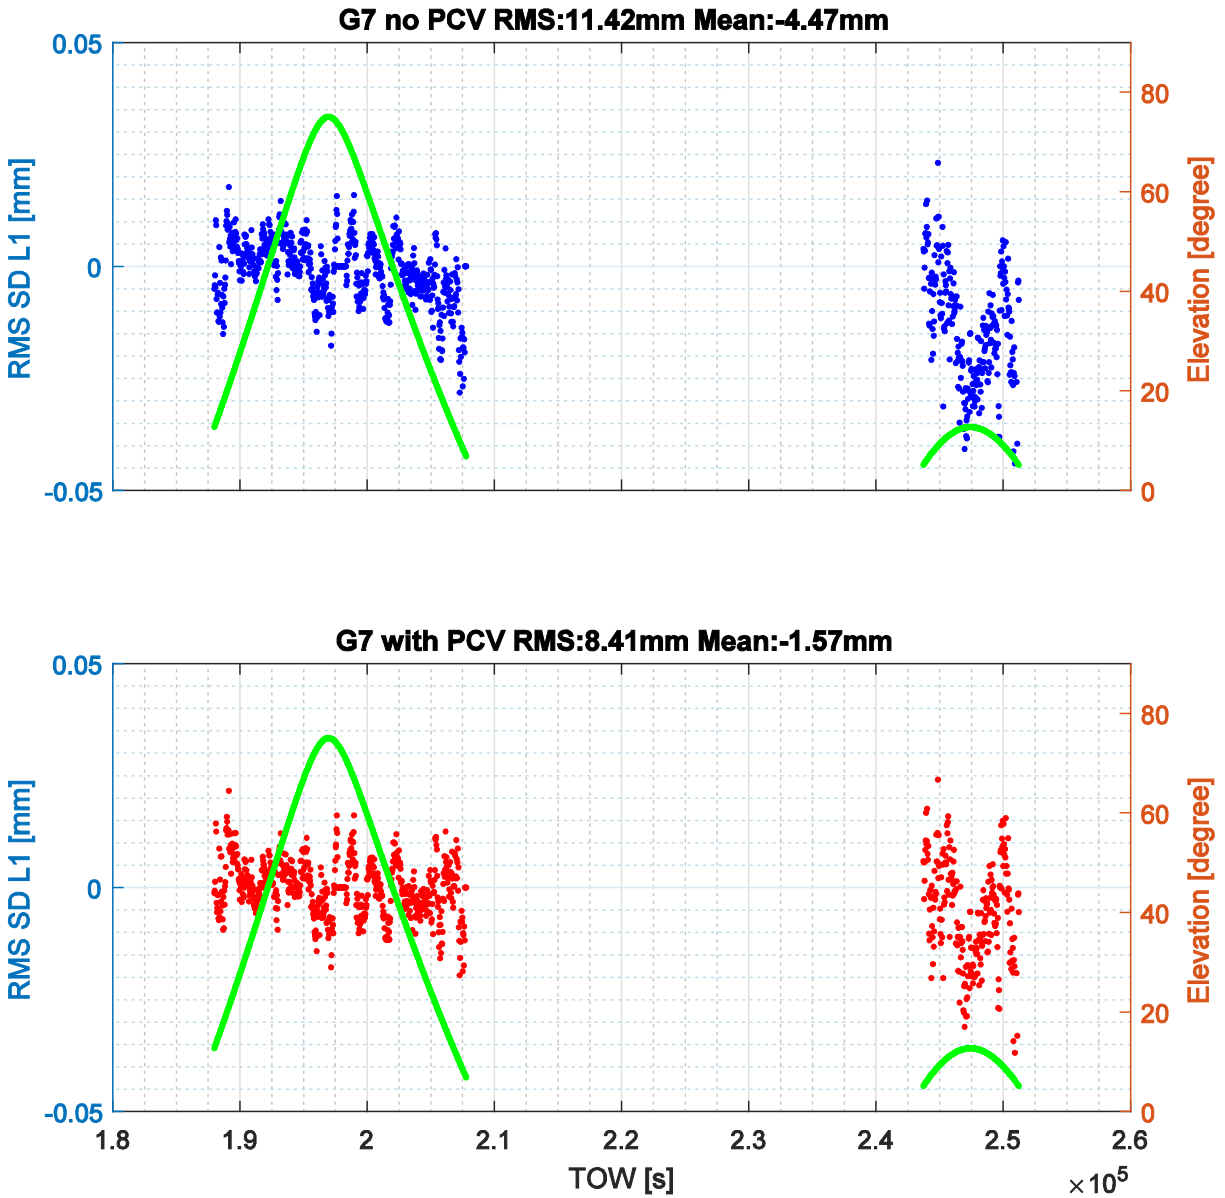 G7 no PCV RMS:11.42mm Mean:-4.47mm
0.05
0
-0.05
RMS SD L1 [mm]
80
60
40
20
0
Elevation [degree]
G7 with PCV RMS:8.41mm Mean:-1.57mm
0.05
0
-0.05
RMS SD L1 [mm]
80
60
40
20
0
Elevation [degree]
1.8 1.9 2 2.1 2.2 2.3 2.4 2.5 2.6
TOW [s]
×10⁵